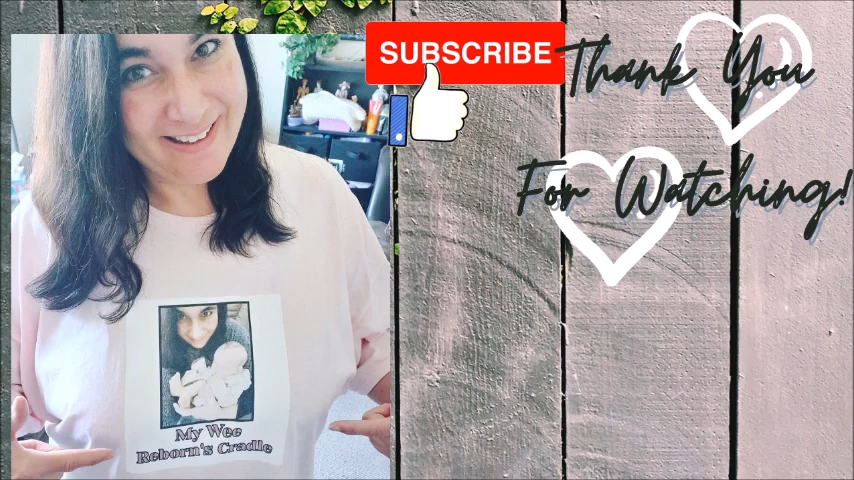 SUBSCRIBE
Thank You
For Watching!
My Wee
Reborn's Cradle